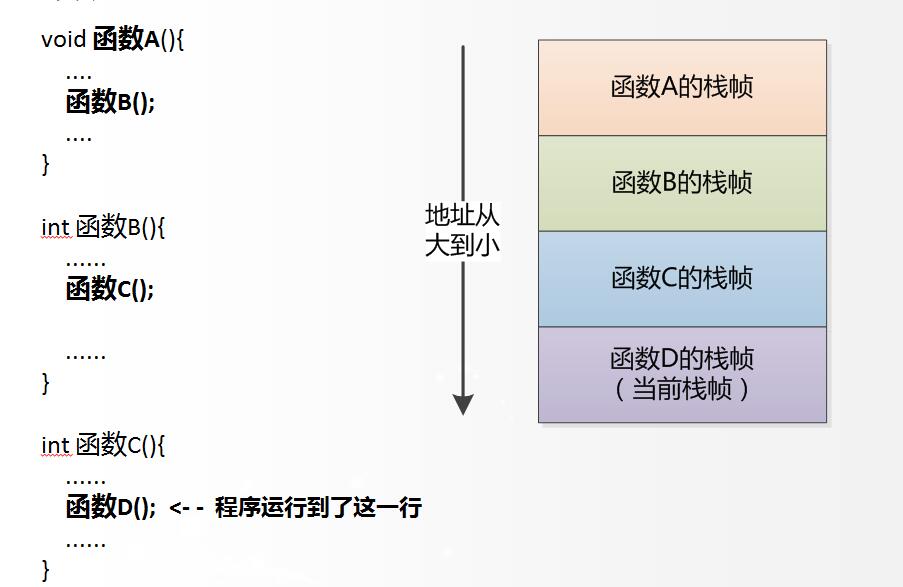 void 函数A(){
....
函数B();
....
}
int 函数B(){
......
函数C();
......
}
int 函数C(){
......
函数D(); <- - 程序运行到了这一行
......
}
地址从
大到小
函数A的栈帧
函数B的栈帧
函数C的栈帧
函数D的栈帧
（当前栈帧）